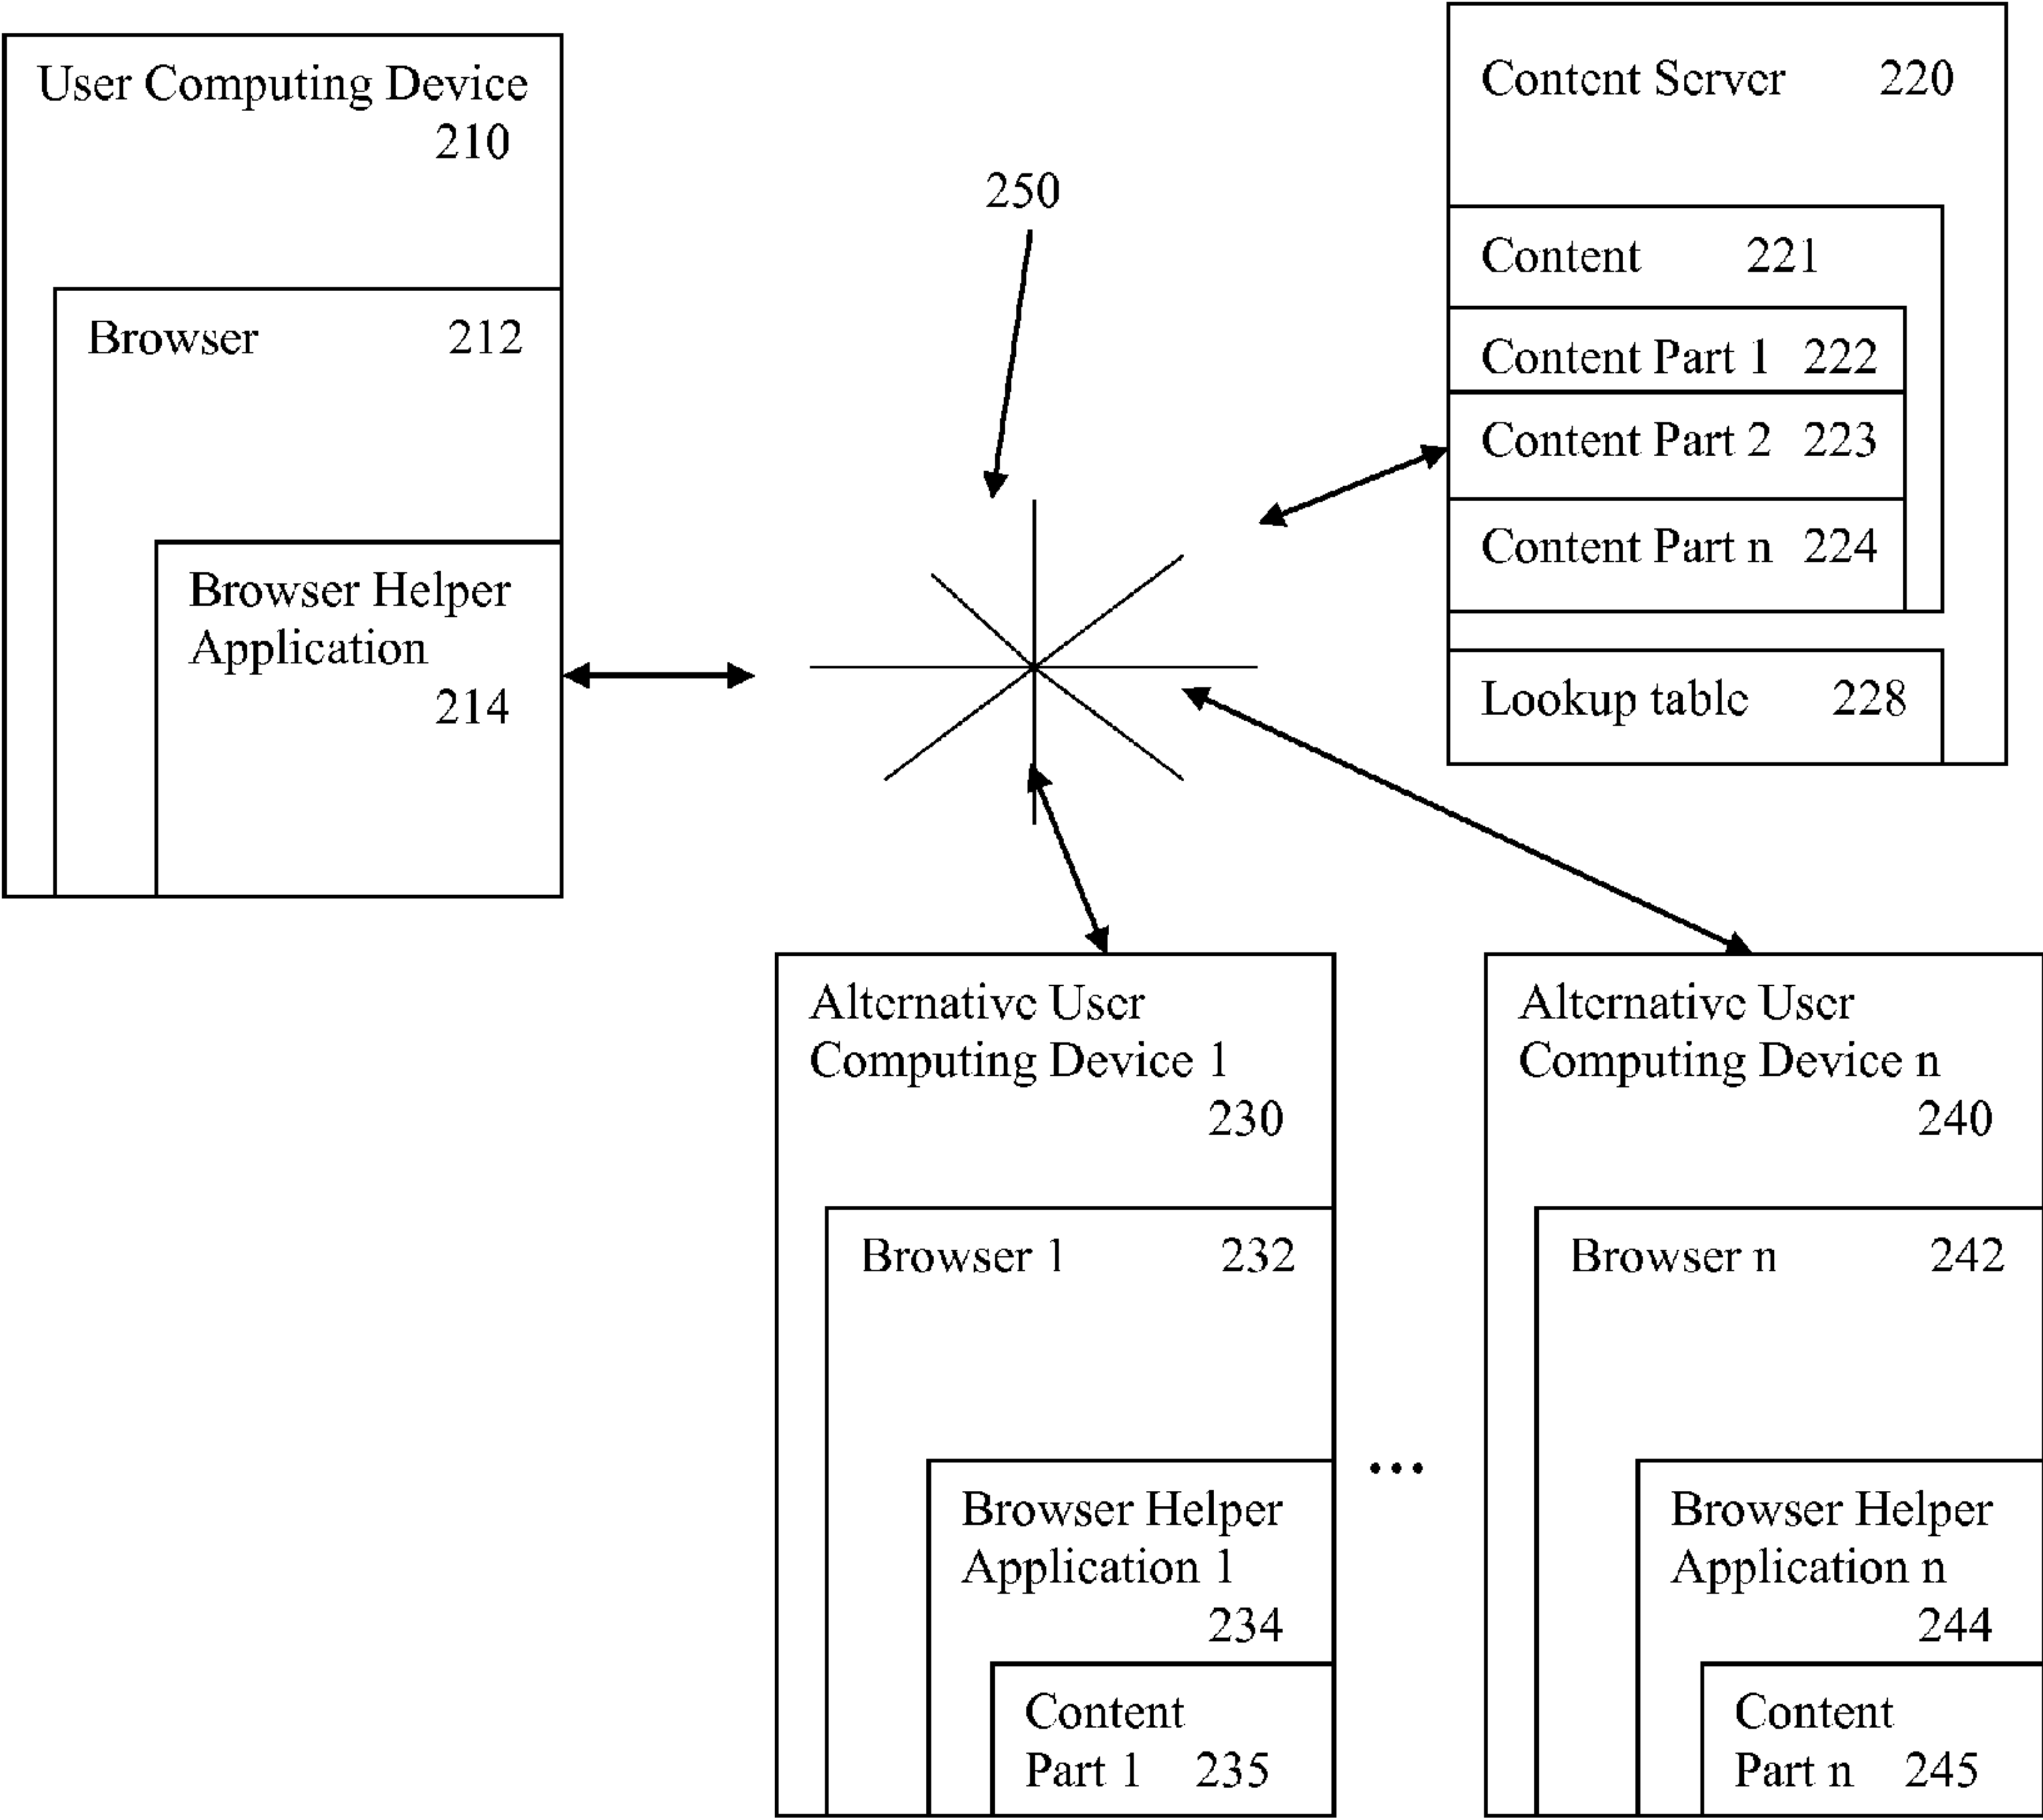 User Computing Device
210
Browser 212
Browser Helper
Application
214
250
Content Server 220
Content 221
Content Part 1 222
Content Part 2 223
Content Part n 224
Lookup table 228
Alternative User
Computing Device 1
230
Browser 1 232
Browser Helper
Application 1
234
Content
Part 1 235
...
Alternative User
Computing Device n
240
Browser n 242
Browser Helper
Application n
244
Content
Part n 245